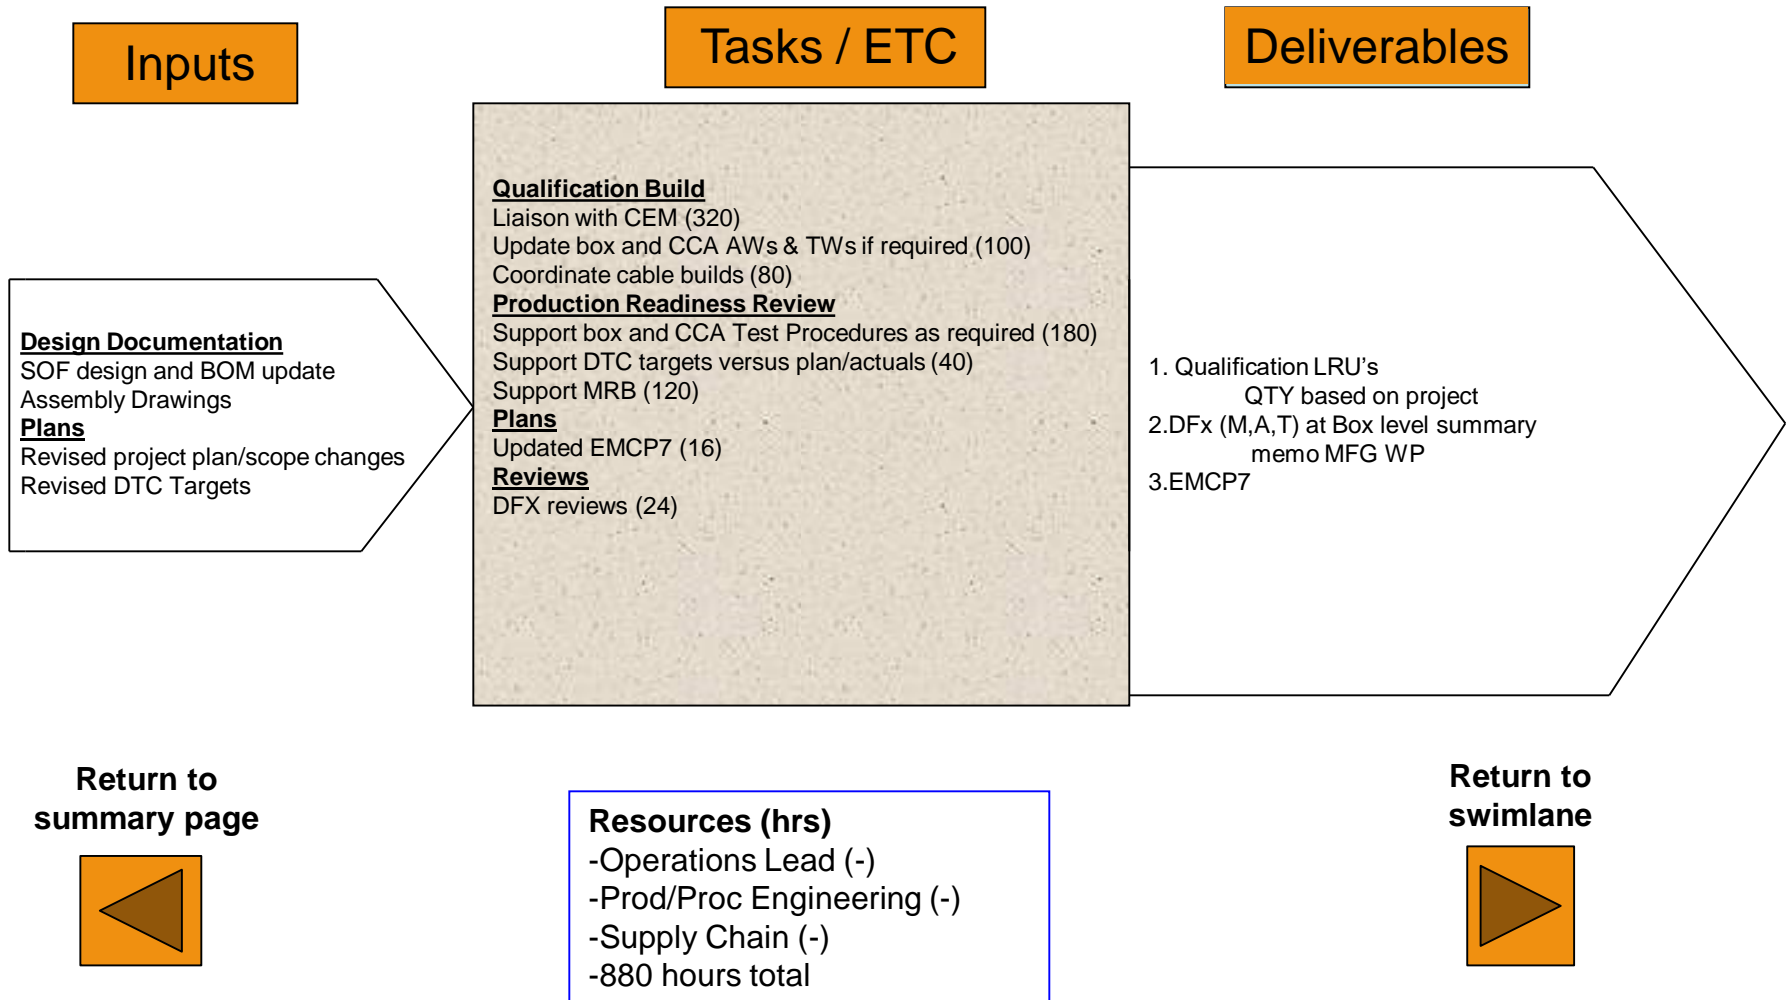 Inputs
Tasks / ETC
Deliverables
Design Documentation
SOF design and BOM update
Assembly Drawings
Plans
Revised project plan/scope changes
Revised DTC Targets
Qualification Build
Liaison with CEM (320)
Update box and CCA AWs & TWs if required (100)
Coordinate cable builds (80)
Production Readiness Review
Support box and CCA Test Procedures as required (180)
Support DTC targets versus plan/actuals (40)
Support MRB (120)
Plans
Updated EMCP7 (16)
Reviews
DFX reviews (24)
1. Qualification LRU’s
QTY based on project
2.DFx (M,A,T) at Box level summary
memo MFG WP
3.EMCP7
Return to
summary page
Resources (hrs)
-Operations Lead (-)
-Prod/Proc Engineering (-)
-Supply Chain (-)
-880 hours total
Return to
swimlane